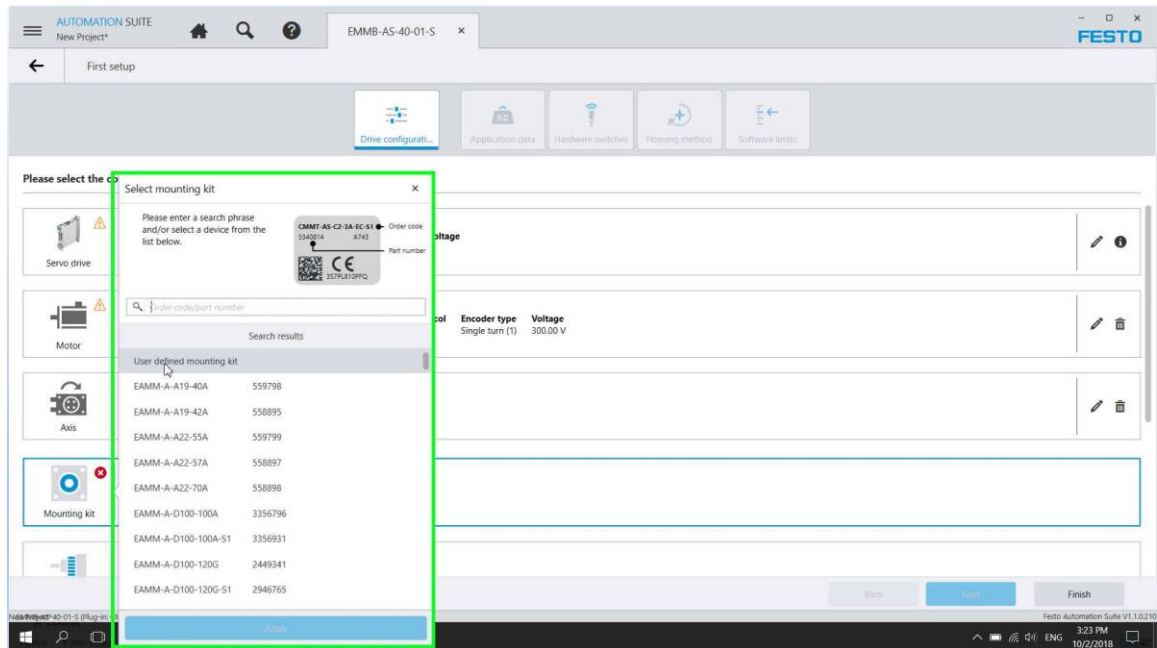 AUTOMATION SUITE
New Project*
EMMB-AS-40-01-S ×
FESTO
First setup
Drive configurati...
Application data
Hardware switches
Homing method
Software limits
Please select the
Select mounting kit ×
Please enter a search phrase
and/or select a device from the
list below.
CMMT-AS-C2-3A-EC-S1
Order code
5340814 A743
Part number
CE
3S7PL810PFQ
Order code/part number
Search results
User defined mounting kit
EAMM-A-A19-40A 559798
EAMM-A-A19-42A 558895
EAMM-A-A22-55A 559799
EAMM-A-A22-57A 558897
EAMM-A-A22-70A 558898
EAMM-A-D100-100A 3356796
EAMM-A-D100-100A-S1 3356931
EAMM-A-D100-120G 2449341
EAMM-A-D100-120G-S1 2946765
Apply
Servo drive
oltage
Motor
col Encoder type Voltage
Single turn (1) 300.00 V
Axis
Mounting kit
Back
Next
Finish
40-01-S (Plug-in:
Festo Automation Suite V1.1.0.210
ENG
3:23 PM
10/2/2018